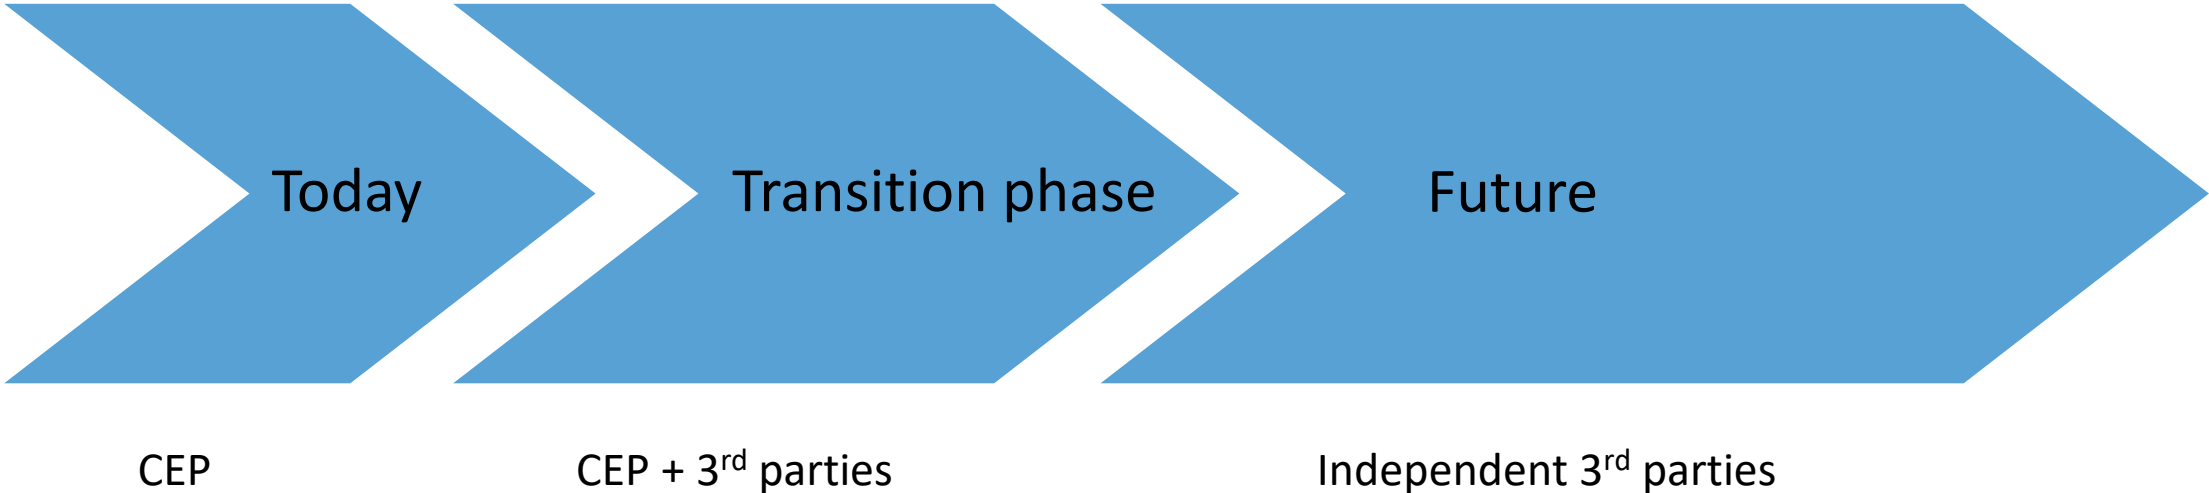 Today
Transition phase
Future
CEP
CEP + 3rd parties
Independent 3rd parties